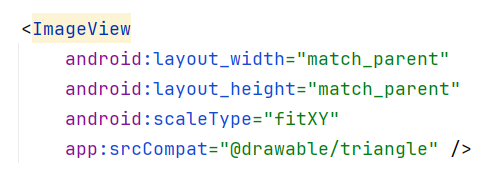 <ImageView
android:layout_width="match_parent"
android:layout_height="match_parent"
android:scaleType="fitXY"
app:srcCompat="@drawable/triangle" />